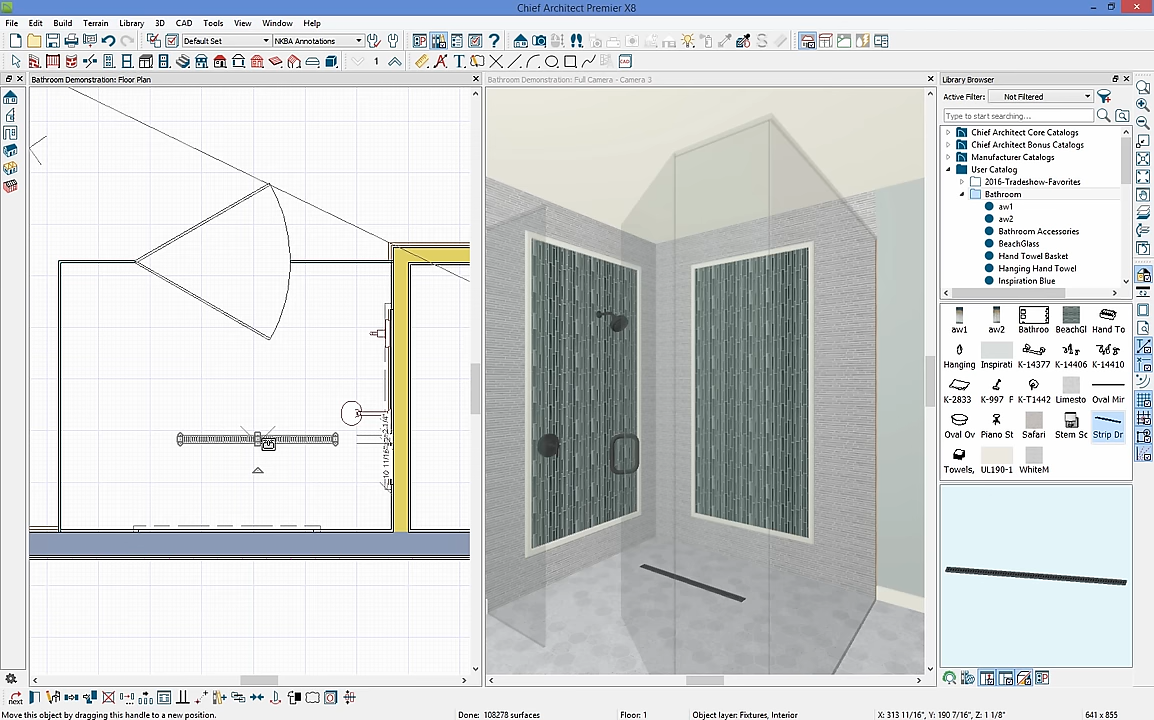 Chief Architect Premier X8
File Edit Build Terrain Library 3D CAD Tools View Window Help
Default Set NKBA Annotations
1
Bathroom Demonstration: Floor Plan
Bathroom Demonstration: Full Camera - Camera 3
Library Browser
Active Filter: Not Filtered
Type to start searching...
Chief Architect Core Catalogs
Chief Architect Bonus Catalogs
Manufacturer Catalogs
User Catalog
2016-Tradeshow-Favorites
Bathroom
aw1
aw2
Bathroom Accessories
BeachGlass
Hand Towel Basket
Hanging Hand Towel
Inspiration Blue
aw1 aw2 Bathroo BeachGl Hand To
Hanging Inspirati K-14377 K-14406 K-14410
K-2833 K-997 F K-T1442 Limesto Oval Mir
Oval Ov Piano St Safari Stem Sc Strip Dr
Towels, UL190-1 WhiteM
next
Move this object by dragging this handle to a new position.
Done: 108278 surfaces
Floor: 1
Object layer: Fixtures, Interior
X: 313 11/16", Y: 190 7/16", Z: 1 1/8"
641 x 855